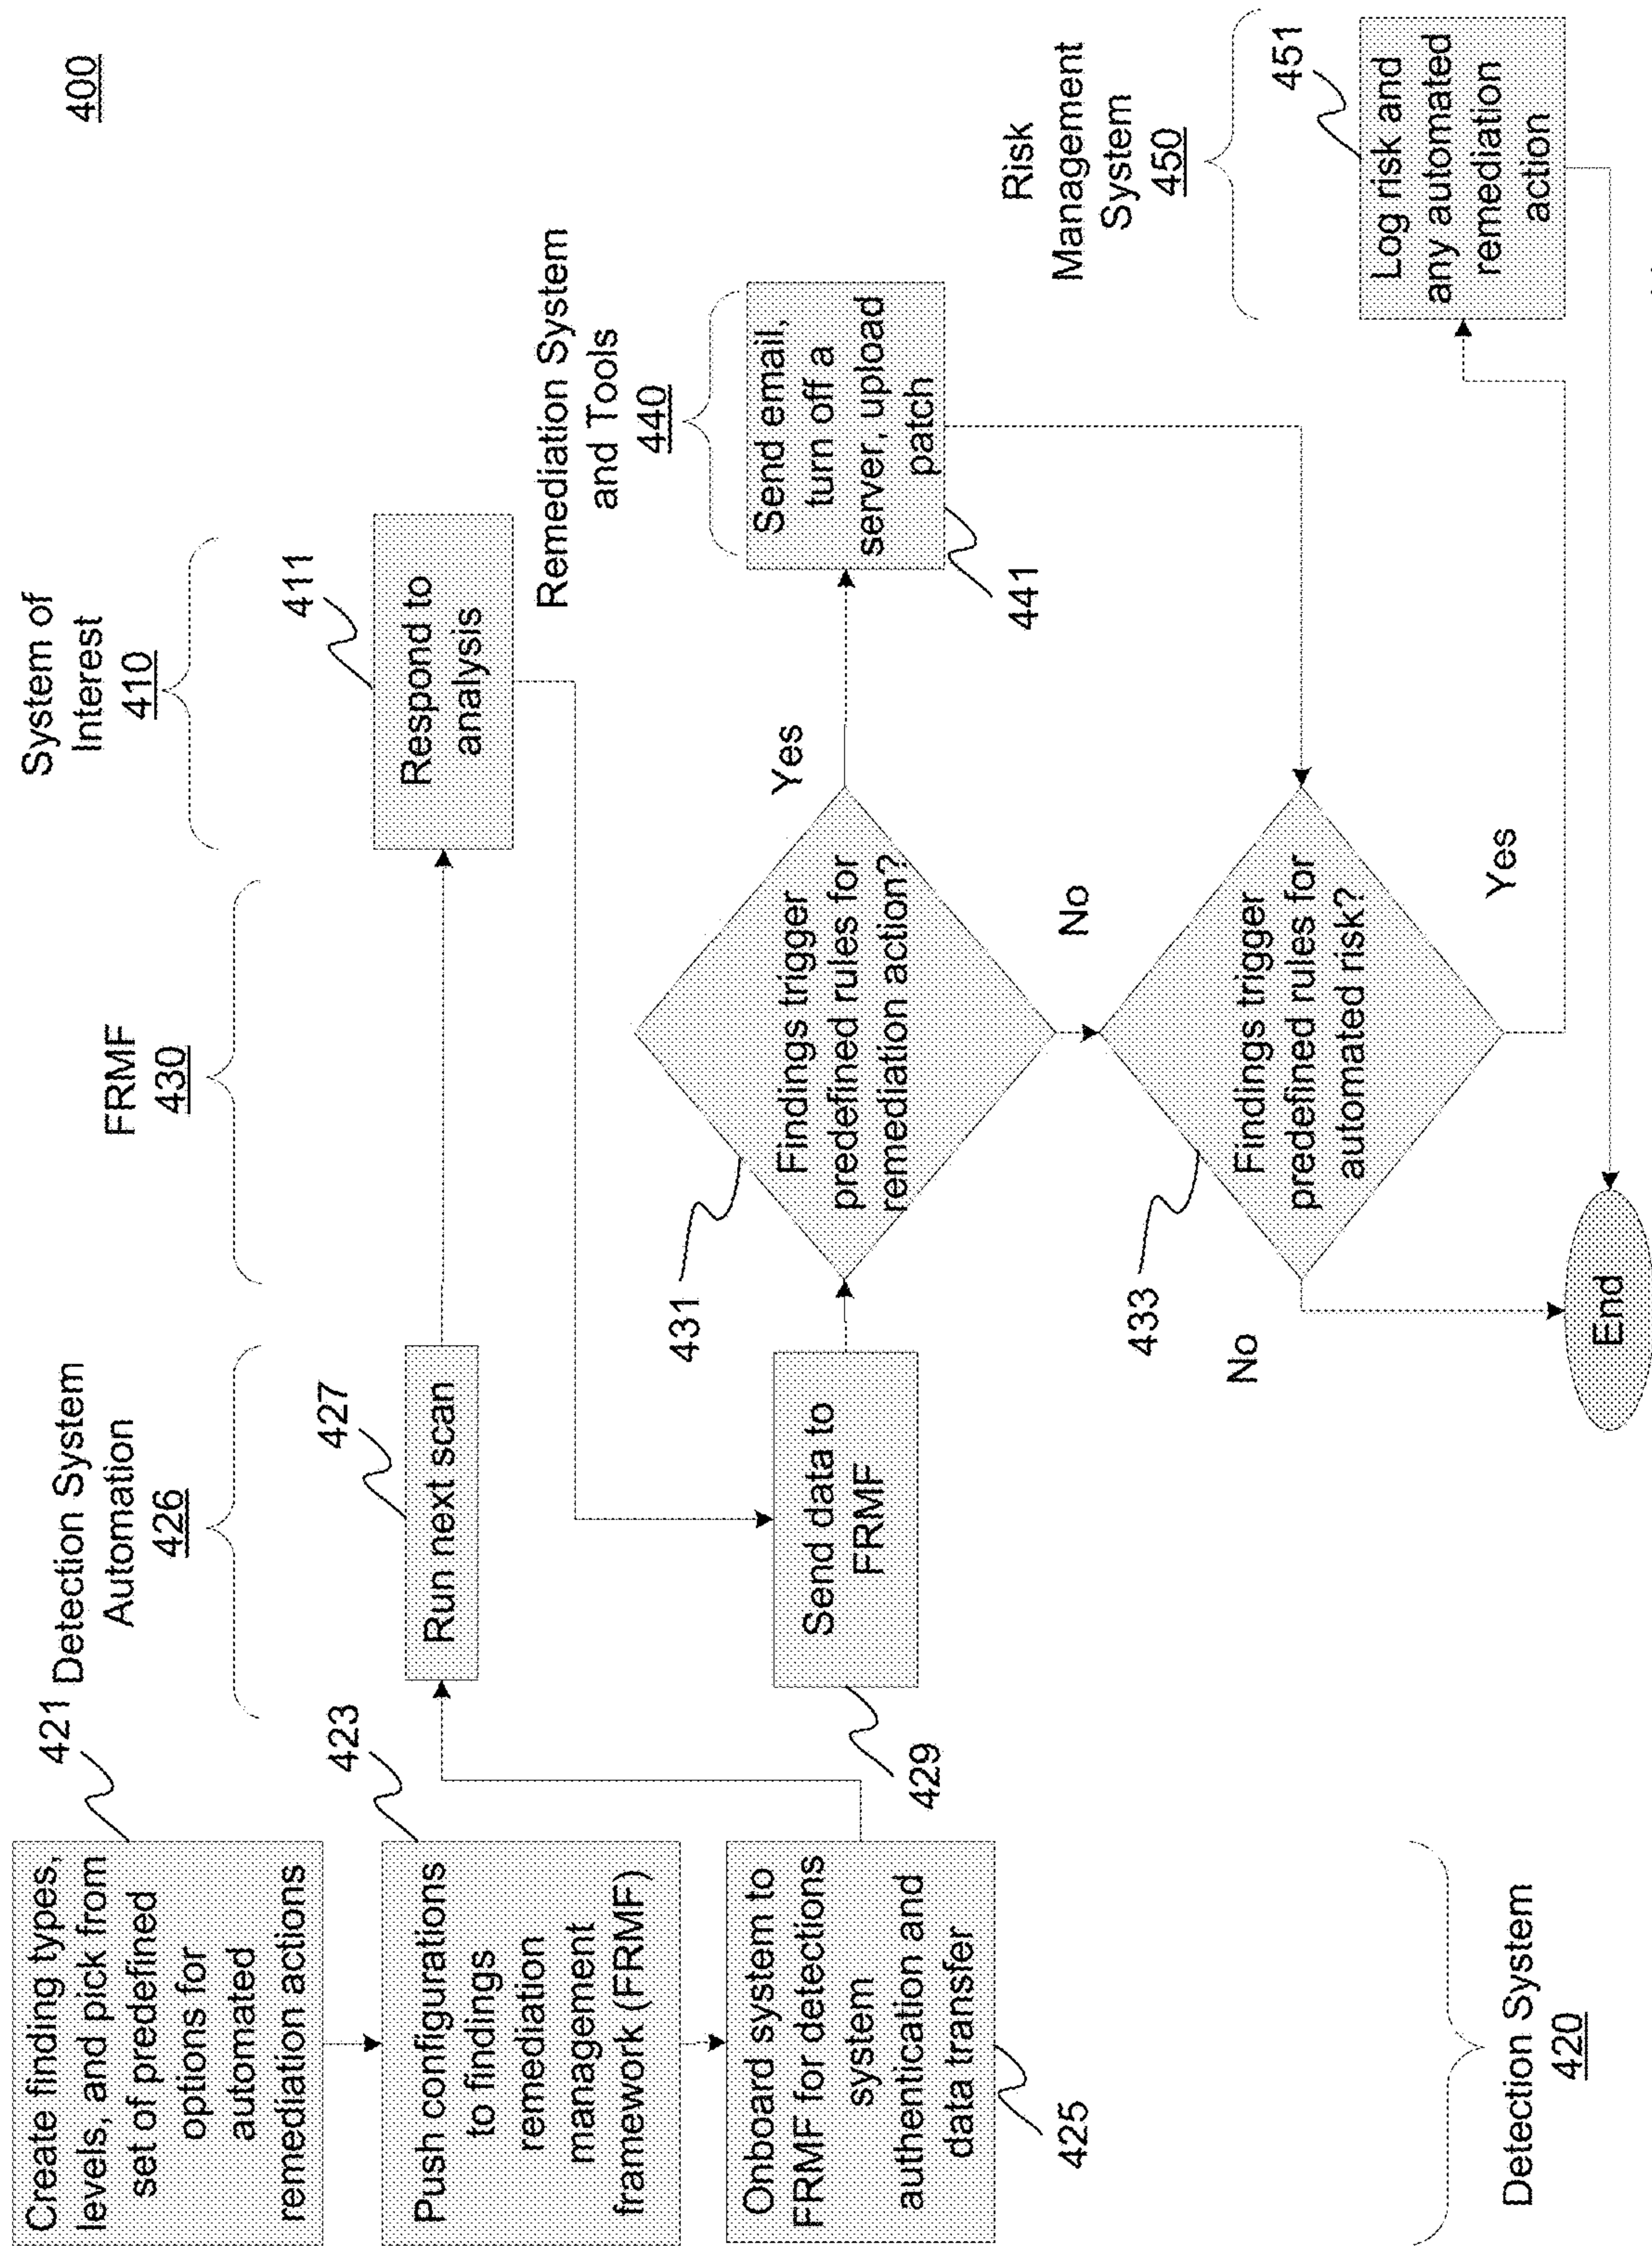 400
421
Create finding types,
levels, and pick from
set of predefined
options for
automated
remediation actions
423
Push configurations
to findings
remediation
management
framework (FRMF)
Onboard system to
FRMF for detections
system
authentication and
data transfer
425
Detection System
420
Detection System
Automation
426
427
Run next scan
Send data to
FRMF
429
FRMF
430
431
Findings trigger
predefined rules for
remediation action?
Yes
No
433
Findings trigger
predefined rules for
automated risk?
Yes
No
End
System of
Interest
410
411
Respond to
analysis
Remediation System
and Tools
440
Send email,
turn off a
server, upload
patch
441
Risk
Management
System
450
451
Log risk and
any automated
remediation
action